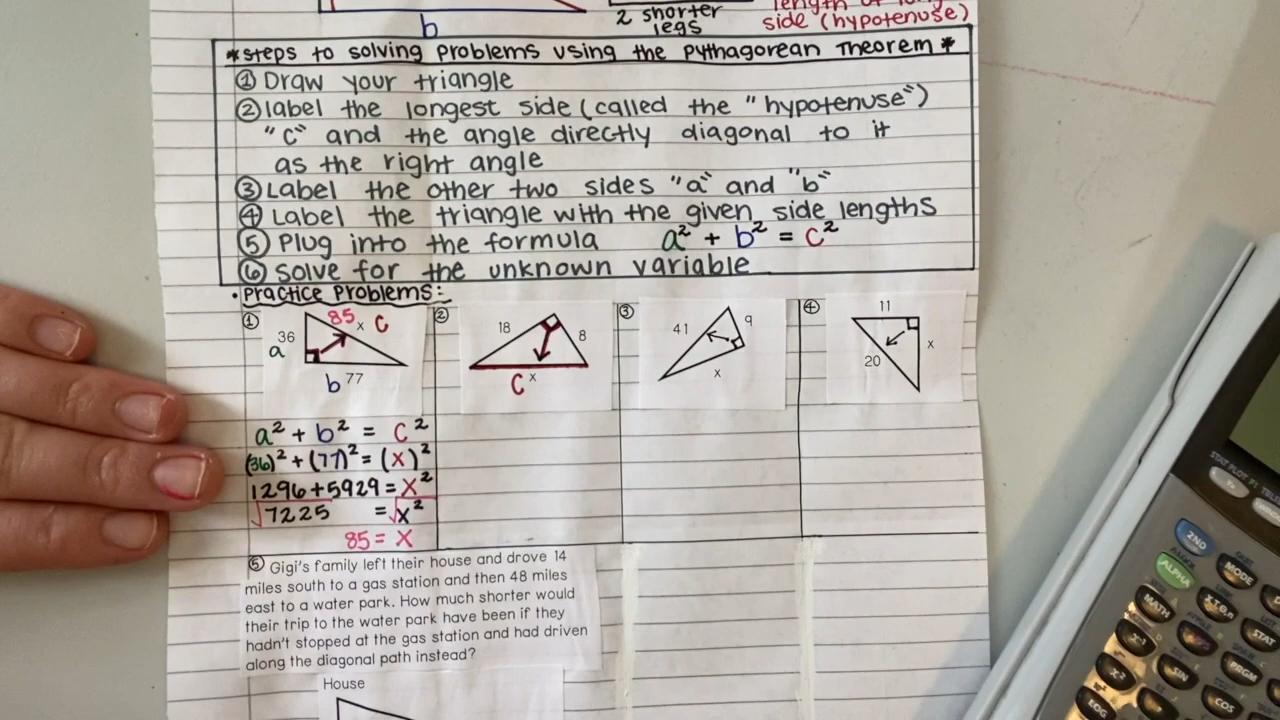 b
2 shorter
legs
side (hypotenuse)
*steps to solving problems using the pythagorean Theorem*
① Draw your triangle
② label the longest side (called the "hypotenuse")
"c" and the angle directly diagonal to it
as the right angle
③ Label the other two sides "a" and "b"
④ Label the triangle with the given side lengths
⑤ Plug into the formula a² + b² = c²
⑥ solve for the unknown variable
• Practice Problems:
①
85
x c
36
a
b 77
a² + b² = c²
(36)² + (77)² = (x)²
1296 + 5929 = x²
√7225 = √x²
85 = x
②
18
8
c x
③
41
9
x
④
11
x
20
⑤ Gigi's family left their house and drove 14
miles south to a gas station and then 48 miles
east to a water park. How much shorter would
their trip to the water park have been if they
hadn't stopped at the gas station and had driven
along the diagonal path instead?
House
STAT PLOT F1
2ND
MODE
ALPHA
MATH
X,T,θ,n
STAT
X⁻¹
PRGM
SIN
X²
COS
LOG